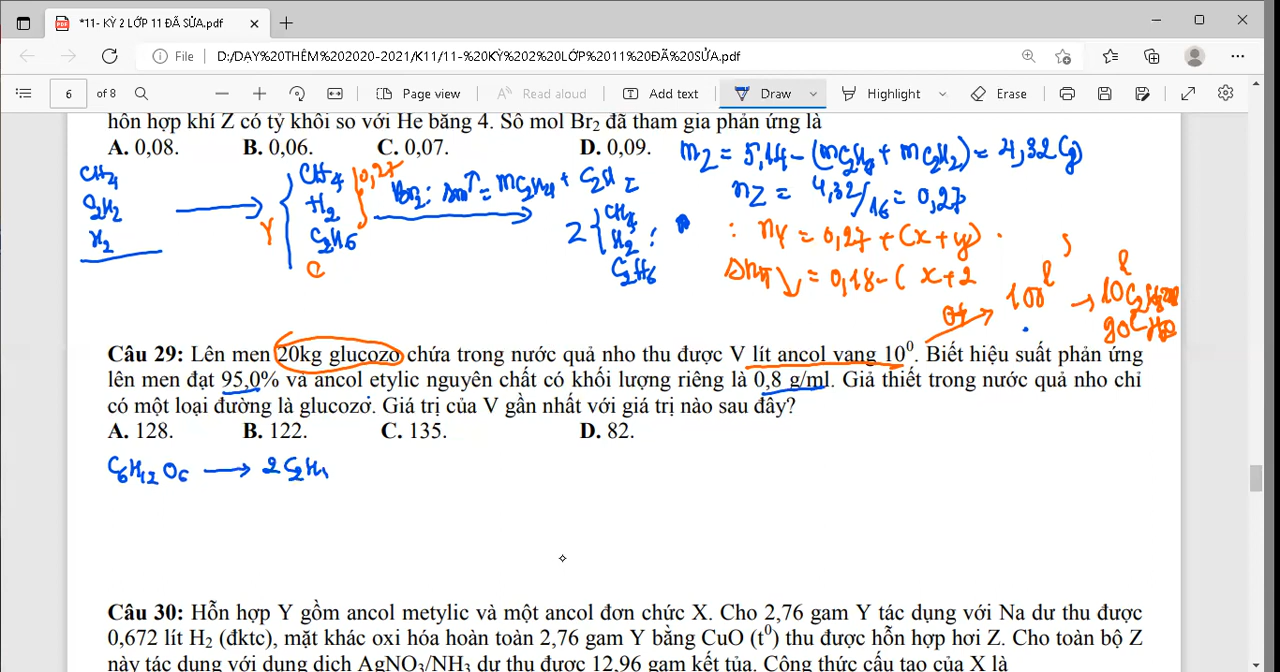 *11- KỲ 2 LỚP 11 ĐÃ SỬA.pdf
File D:/DẠY%20THÊM%202020-2021/K11/11-%20KỲ%202%20LỚP%2011%20ĐÃ%20SỬA.pdf
6 of 8 Page view Read aloud Add text Draw Highlight Erase
hỗn hợp khí Z có tỷ khối so với He bằng 4. Số mol Br2 đã tham gia phản ứng là
A. 0,08. B. 0,06. C. 0,07. D. 0,09.
mZ = 5,14 - (mC2H4 + mC2H2) = 4,32(g)
CH4
H2
CH4
H2
C2H6
0,27
Y
nZ = 4,32/16 = 0,27
Z
CH4
H2
C2H6
nY = 0,27 + (x+y)
= 0,18 - ( x+2
100
Câu 29: Lên men 20kg glucozơ chứa trong nước quả nho thu được V lít ancol vang 10⁰. Biết hiệu suất phản ứng
lên men đạt 95,0% và ancol etylic nguyên chất có khối lượng riêng là 0,8 g/ml. Giả thiết trong nước quả nho chỉ
có một loại đường là glucozơ. Giá trị của V gần nhất với giá trị nào sau đây?
A. 128. B. 122. C. 135. D. 82.
C6H12O6 → 2C2H
Câu 30: Hỗn hợp Y gồm ancol metylic và một ancol đơn chức X. Cho 2,76 gam Y tác dụng với Na dư thu được
0,672 lít H2 (đktc), mặt khác oxi hóa hoàn toàn 2,76 gam Y bằng CuO (t⁰) thu được hỗn hợp hơi Z. Cho toàn bộ Z
này tác dụng với dung dịch AgNO3/NH3 dư thu được 12,96 gam kết tủa. Công thức cấu tạo của X là